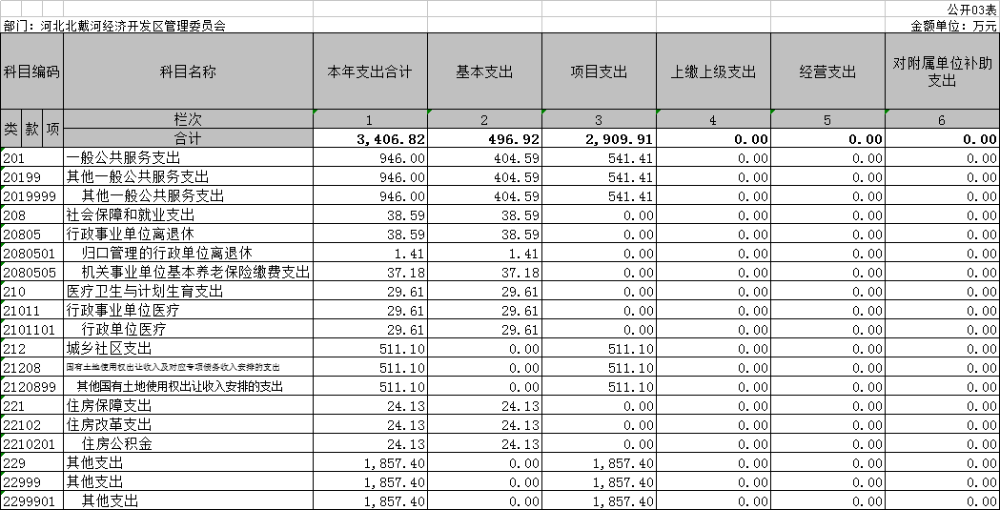 公开03表
部门：河北北戴河经济开发区管理委员会 金额单位：万元
科目编码 科目名称 本年支出合计 基本支出 项目支出 上缴上级支出 经营支出 对附属单位补助支出
类 款 项 栏次 1 2 3 4 5 6
合计 3,406.82 496.92 2,909.91 0.00 0.00 0.00
201 一般公共服务支出 946.00 404.59 541.41 0.00 0.00 0.00
20199 其他一般公共服务支出 946.00 404.59 541.41 0.00 0.00 0.00
2019999 其他一般公共服务支出 946.00 404.59 541.41 0.00 0.00 0.00
208 社会保障和就业支出 38.59 38.59 0.00 0.00 0.00 0.00
20805 行政事业单位离退休 38.59 38.59 0.00 0.00 0.00 0.00
2080501 归口管理的行政单位离退休 1.41 1.41 0.00 0.00 0.00 0.00
2080505 机关事业单位基本养老保险缴费支出 37.18 37.18 0.00 0.00 0.00 0.00
210 医疗卫生与计划生育支出 29.61 29.61 0.00 0.00 0.00 0.00
21011 行政事业单位医疗 29.61 29.61 0.00 0.00 0.00 0.00
2101101 行政单位医疗 29.61 29.61 0.00 0.00 0.00 0.00
212 城乡社区支出 511.10 0.00 511.10 0.00 0.00 0.00
21208 国有土地使用权出让收入及对应专项债务收入安排的支出 511.10 0.00 511.10 0.00 0.00 0.00
2120899 其他国有土地使用权出让收入安排的支出 511.10 0.00 511.10 0.00 0.00 0.00
221 住房保障支出 24.13 24.13 0.00 0.00 0.00 0.00
22102 住房改革支出 24.13 24.13 0.00 0.00 0.00 0.00
2210201 住房公积金 24.13 24.13 0.00 0.00 0.00 0.00
229 其他支出 1,857.40 0.00 1,857.40 0.00 0.00 0.00
22999 其他支出 1,857.40 0.00 1,857.40 0.00 0.00 0.00
2299901 其他支出 1,857.40 0.00 1,857.40 0.00 0.00 0.00